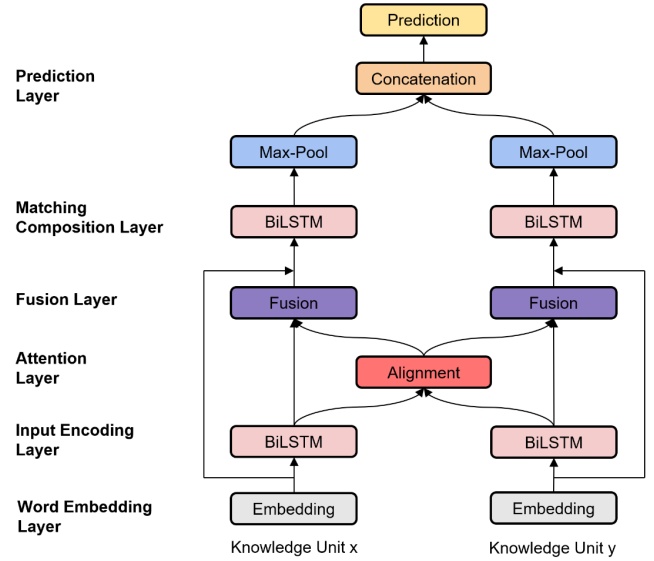 Prediction
Prediction
Layer
Concatenation
Max-Pool
Max-Pool
Matching
Composition Layer
BiLSTM
BiLSTM
Fusion Layer
Fusion
Fusion
Attention
Layer
Alignment
Input Encoding
Layer
BiLSTM
BiLSTM
Word Embedding
Layer
Embedding
Embedding
Knowledge Unit x
Knowledge Unit y